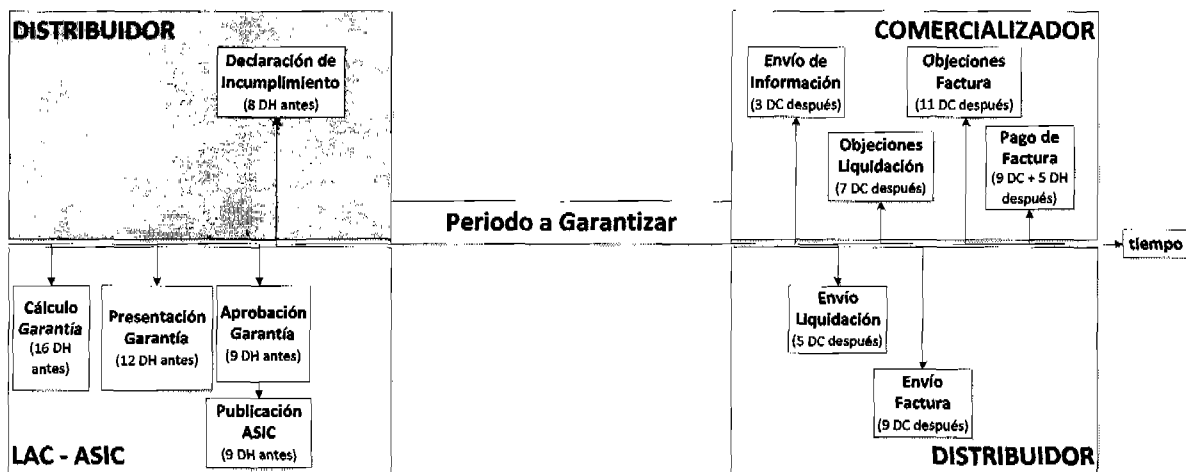 DISTRIBUIDOR
Declaración de
Incumplimiento
(8 DH antes)
COMERCIALIZADOR
Envío de
Información
(3 DC después)
Objeciones
Factura
(11 DC después)
Objeciones
Liquidación
(7 DC después)
Pago de
Factura
(9 DC + 5 DH
después)
Periodo a Garantizar
tiempo
Cálculo
Garantía
(16 DH
antes)
Presentación
Garantía
(12 DH antes)
Aprobación
Garantía
(9 DH antes)
Publicación
ASIC
(9 DH antes)
LAC - ASIC
Envío
Liquidación
(5 DC después)
Envío
Factura
(9 DC después)
DISTRIBUIDOR